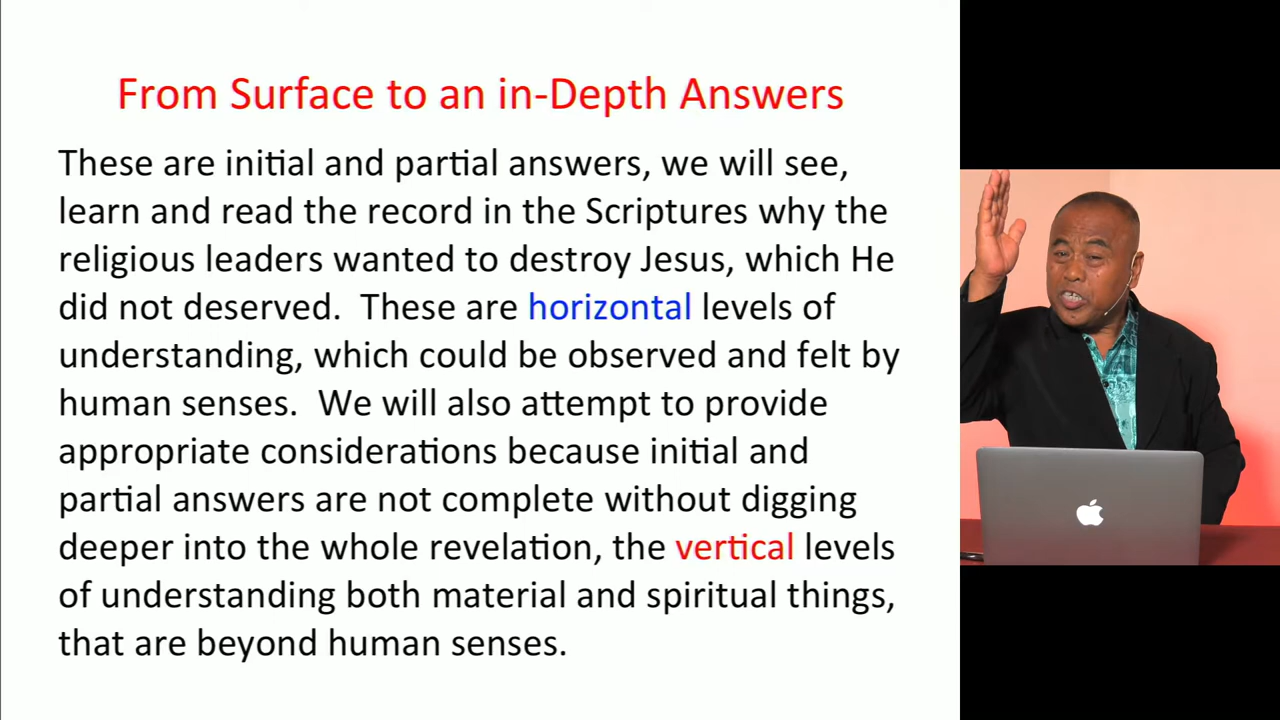 From Surface to an in-Depth Answers
These are initial and partial answers, we will see,
learn and read the record in the Scriptures why the
religious leaders wanted to destroy Jesus, which He
did not deserved.  These are horizontal levels of
understanding, which could be observed and felt by
human senses.  We will also attempt to provide
appropriate considerations because initial and
partial answers are not complete without digging
deeper into the whole revelation, the vertical levels
of understanding both material and spiritual things,
that are beyond human senses.